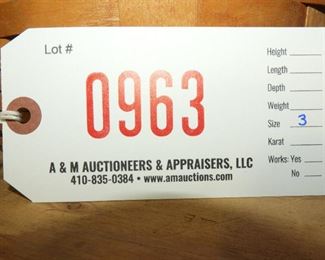 Lot #
0963
A & M AUCTIONEERS & APPRAISERS, LLC
410-835-0384 • www.amauctions.com
Height
Length
Depth
Weight
Size 3
Karat
Works: Yes
No